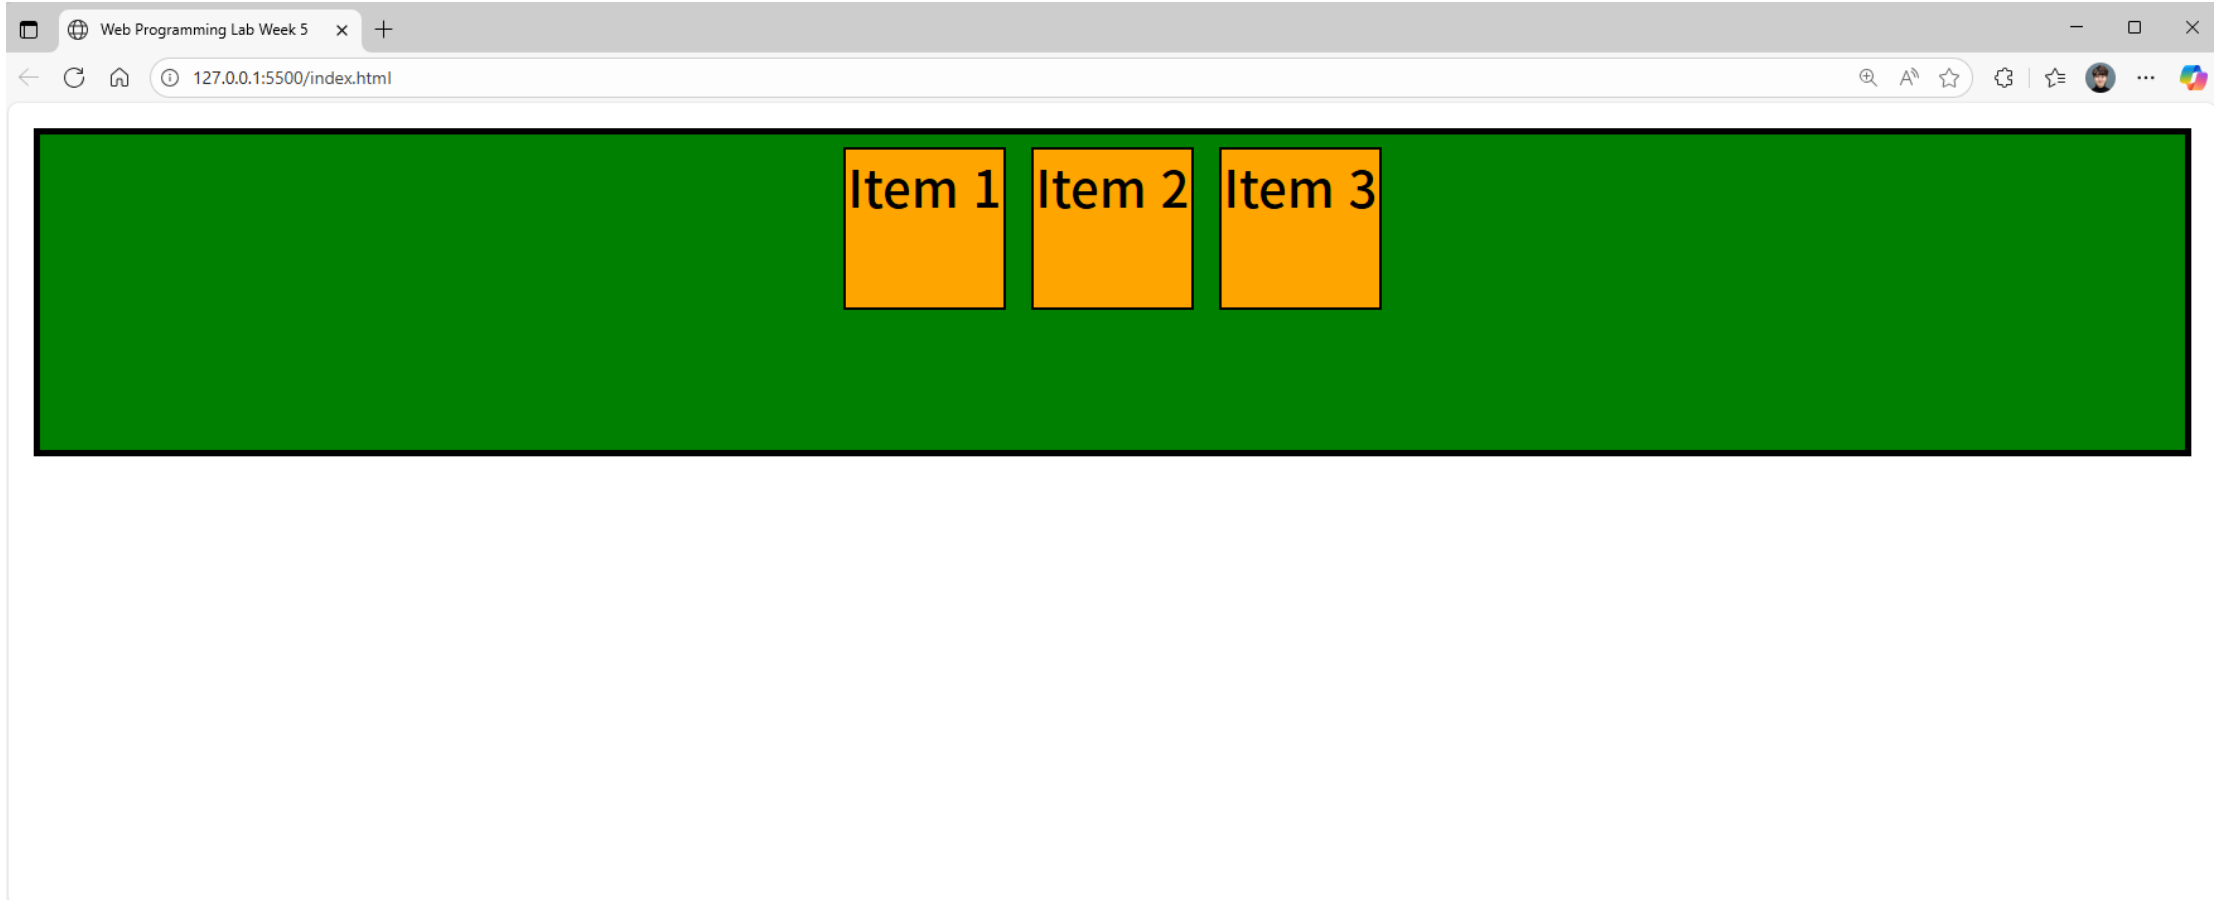 Web Programming Lab Week 5
127.0.0.1:5500/index.html
Item 1 Item 2 Item 3